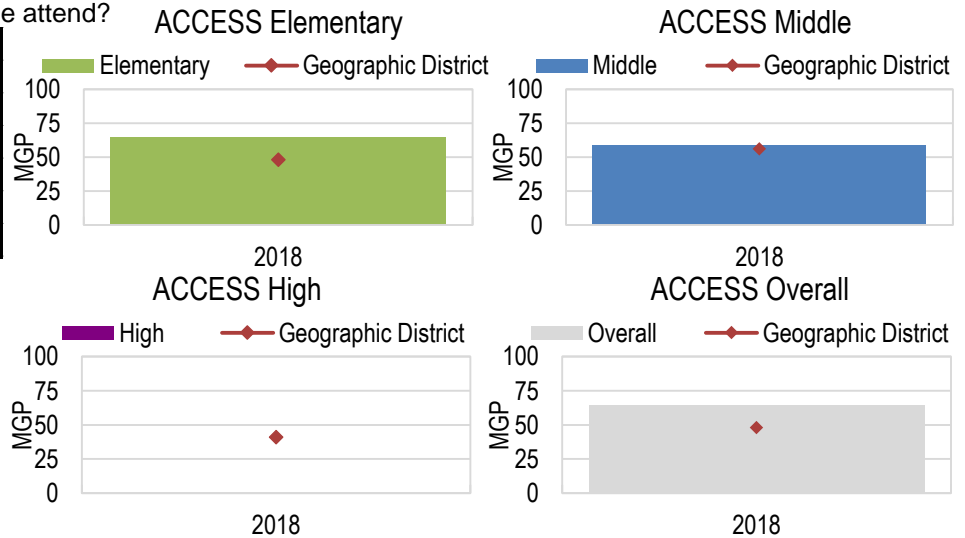 e attend?
ACCESS Elementary
Elementary Geographic District
100
75
50
25
0
MGP
2018
ACCESS Middle
Middle Geographic District
100
75
50
25
0
MGP
2018
ACCESS High
High Geographic District
100
75
50
25
0
MGP
2018
ACCESS Overall
Overall Geographic District
100
75
50
25
0
MGP
2018